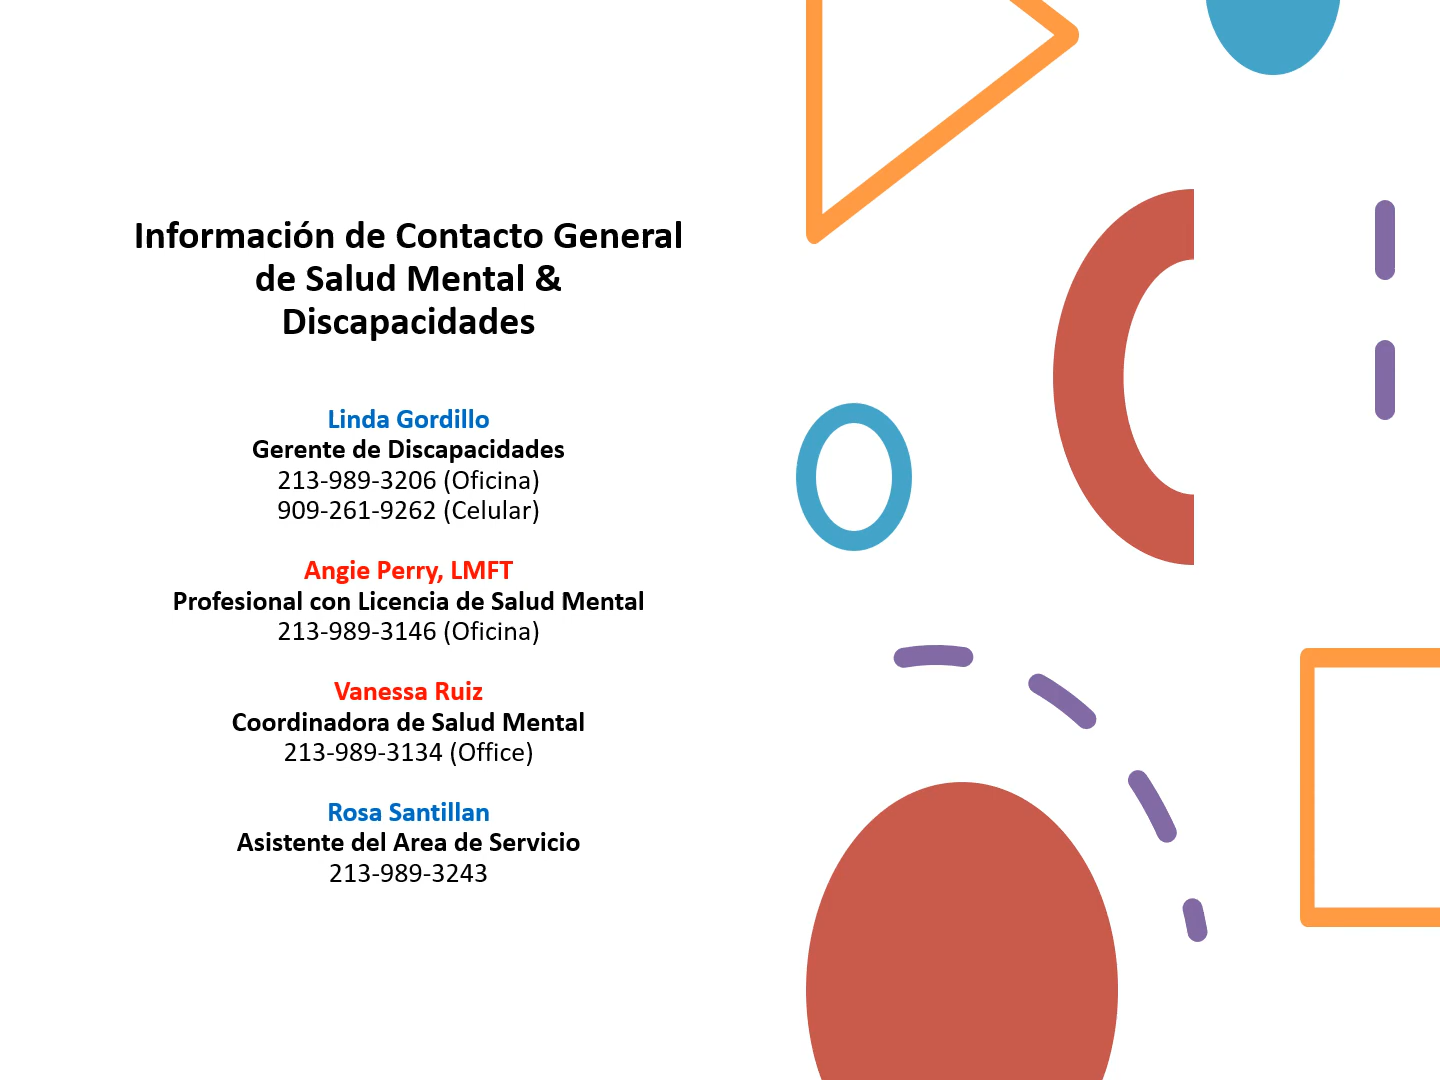 Información de Contacto General
de Salud Mental &
Discapacidades
Linda Gordillo
Gerente de Discapacidades
213-989-3206 (Oficina)
909-261-9262 (Celular)
Angie Perry, LMFT
Profesional con Licencia de Salud Mental
213-989-3146 (Oficina)
Vanessa Ruiz
Coordinadora de Salud Mental
213-989-3134 (Office)
Rosa Santillan
Asistente del Area de Servicio
213-989-3243